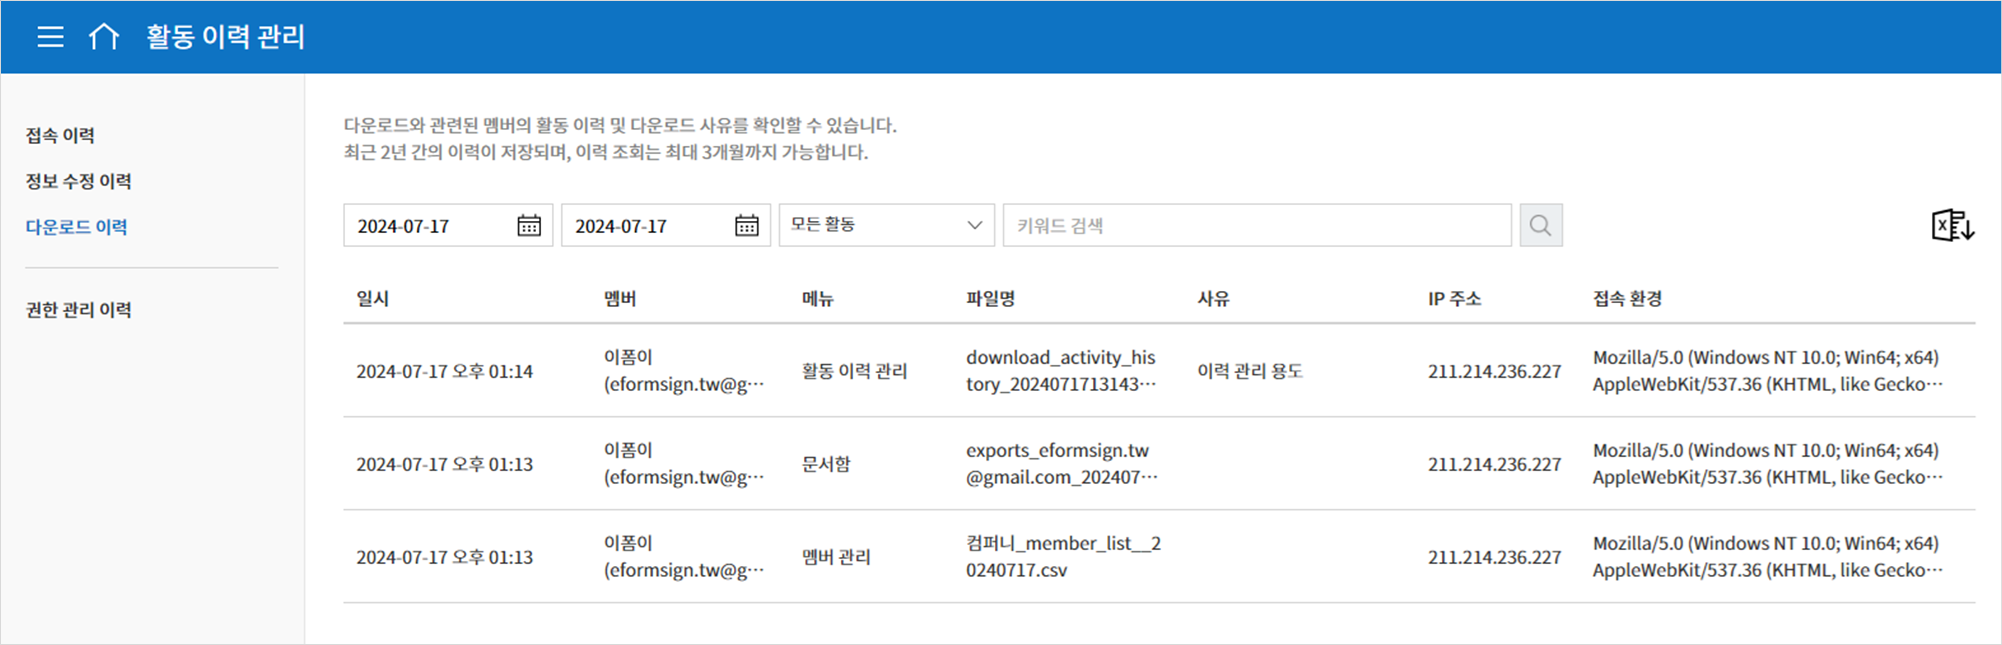 활동 이력 관리
접속 이력
정보 수정 이력
다운로드 이력
권한 관리 이력
다운로드와 관련된 멤버의 활동 이력 및 다운로드 사유를 확인할 수 있습니다.
최근 2년 간의 이력이 저장되며, 이력 조회는 최대 3개월까지 가능합니다.
2024-07-17 2024-07-17 모든 활동 키워드 검색
일시 멤버 메뉴 파일명 사유 IP 주소 접속 환경
이폼이 download_activity_his Mozilla/5.0 (Windows NT 10.0; Win64; x64)
2024-07-17 오후 01:14 활동 이력 관리 이력 관리 용도 211.214.236.227
(eformsign.tw@g··· tory_2024071713143··· AppleWebKit/537.36 (KHTML, like Gecko···
이폼이 exports_eformsign.tw Mozilla/5.0 (Windows NT 10.0; Win64; x64)
2024-07-17 오후 01:13 문서함 211.214.236.227
(eformsign.tw@g··· @gmail.com_202407··· AppleWebKit/537.36 (KHTML, like Gecko···
이폼이 컴퍼니_member_list__2 Mozilla/5.0 (Windows NT 10.0; Win64; x64)
2024-07-17 오후 01:13 멤버 관리 211.214.236.227
(eformsign.tw@g··· 0240717.csv AppleWebKit/537.36 (KHTML, like Gecko···